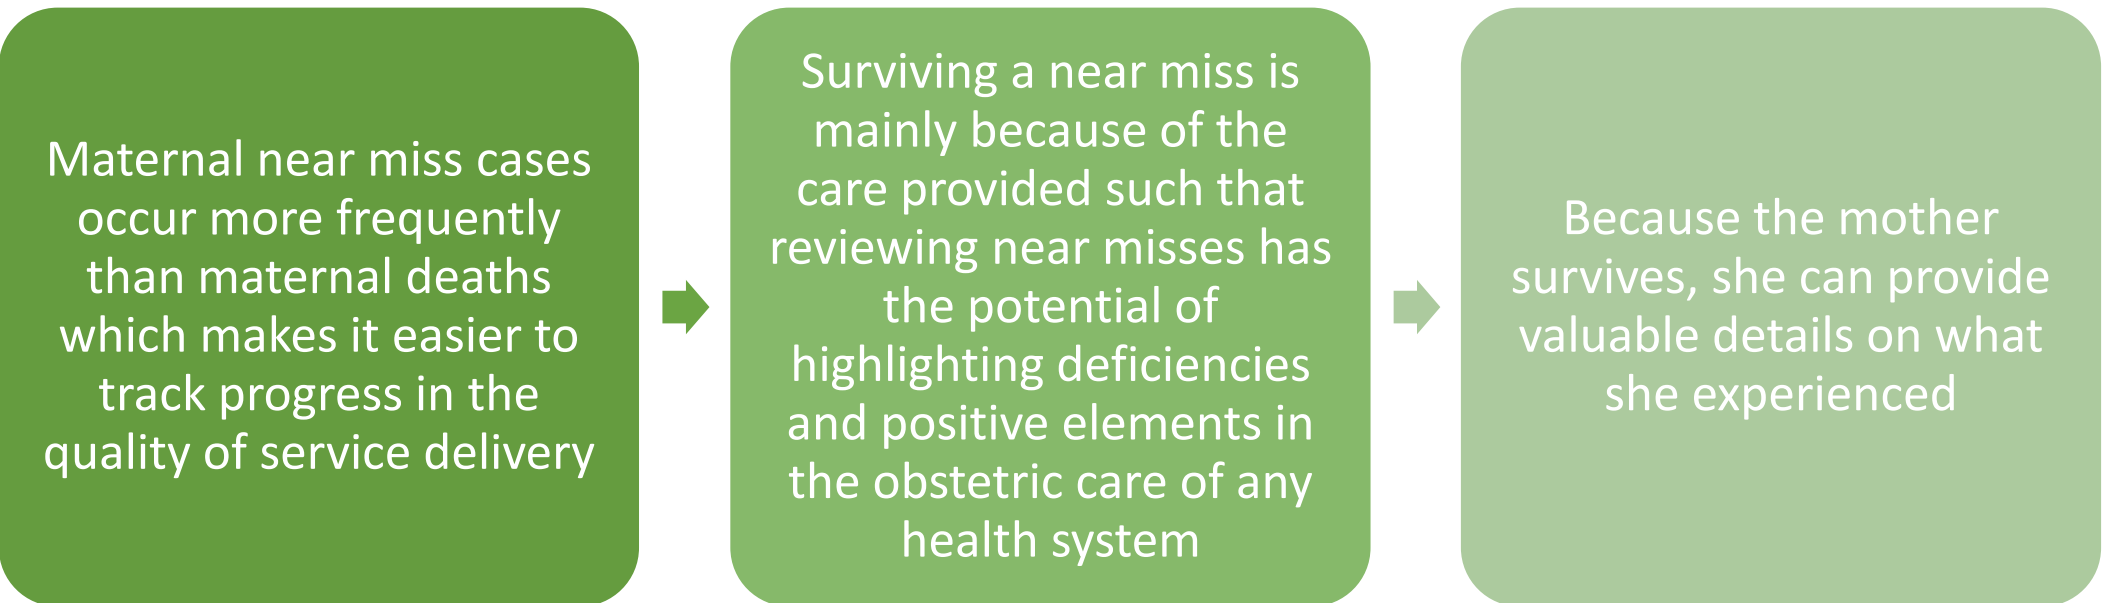 Maternal near miss cases
occur more frequently
than maternal deaths
which makes it easier to
track progress in the
quality of service delivery
Surviving a near miss is
mainly because of the
care provided such that
reviewing near misses has
the potential of
highlighting deficiencies
and positive elements in
the obstetric care of any
health system
Because the mother
survives, she can provide
valuable details on what
she experienced